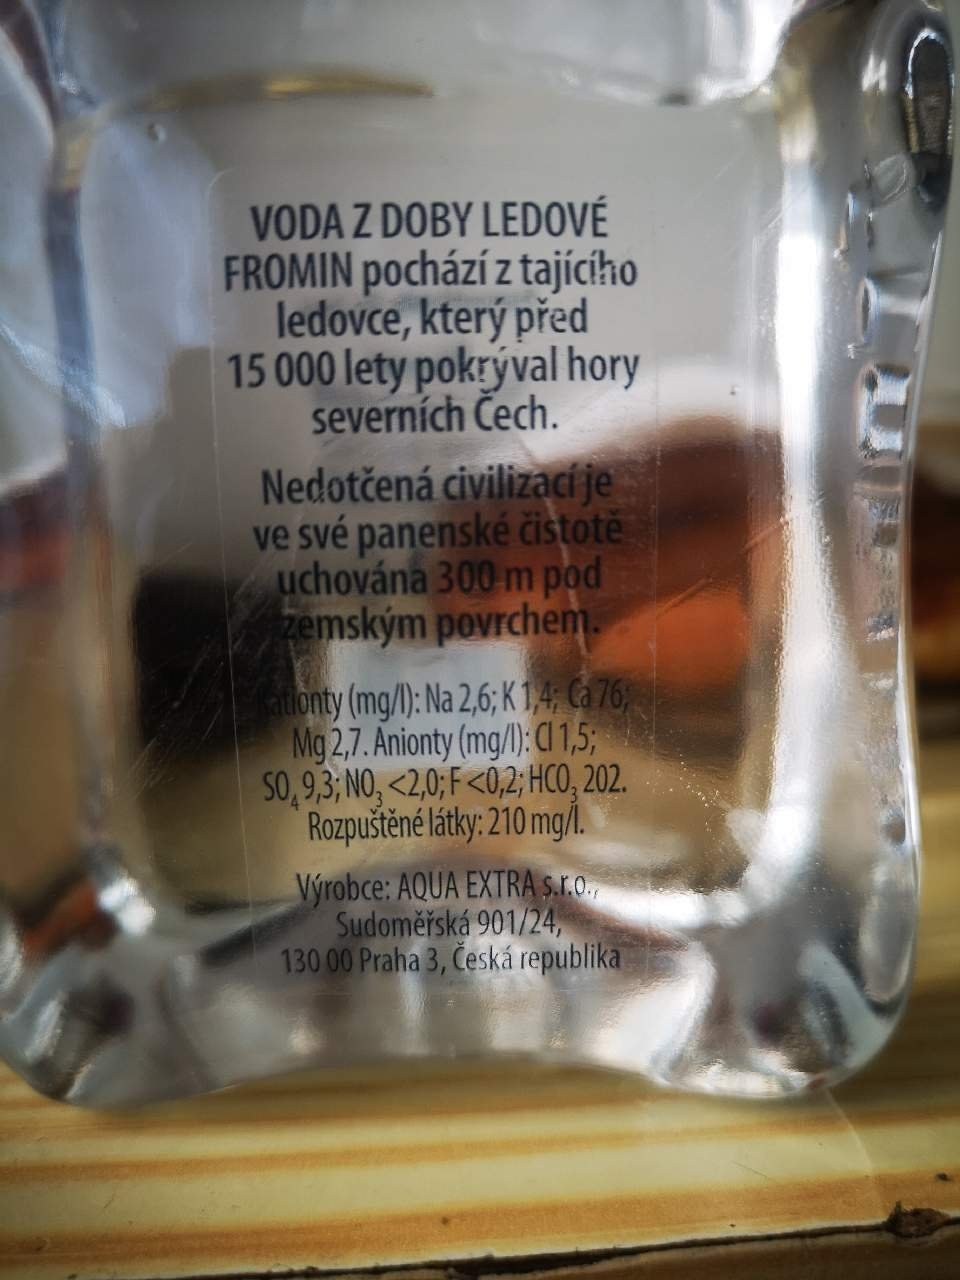 VODA Z DOBY LEDOVÉ
FROMIN pochází z tajícího
ledovce, který před
15 000 lety pokrýval hory
severních Čech.
Nedotčená civilizací je
ve své panenské čistotě
uchována 300 m pod
zemským povrchem.
Kationty (mg/l): Na 2,6; K 1,4; Ca 76;
Mg 2,7. Anionty (mg/l): Cl 1,5;
SO₄ 9,3; NO₃ <2,0; F <0,2; HCO₃ 202.
Rozpuštěné látky: 210 mg/l.
Výrobce: AQUA EXTRA s.r.o.,
Sudoměřská 901/24,
130 00 Praha 3, Česká republika